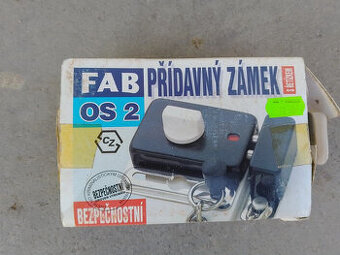 FAB PŘÍDAVNÝ ZÁMEK
OS 2
CZ
BEZPEČNOSTNÍ
BEZPEČNOSTNÍ